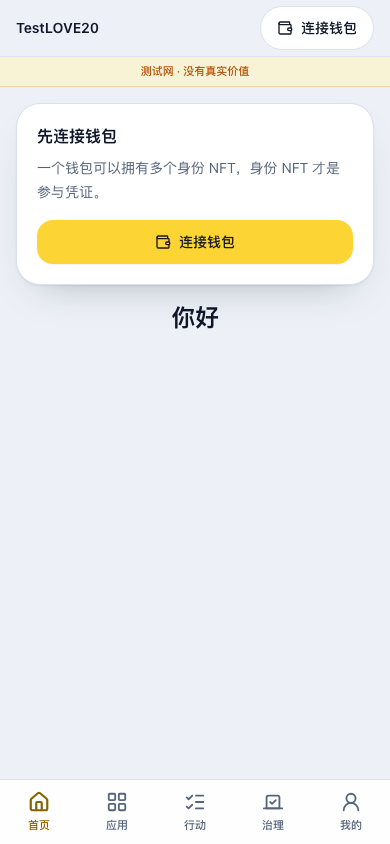 TestLOVE20
连接钱包
测试网 · 没有真实价值
先连接钱包
一个钱包可以拥有多个身份 NFT，身份 NFT 才是
参与凭证。
连接钱包
你好
首页
应用
行动
治理
我的